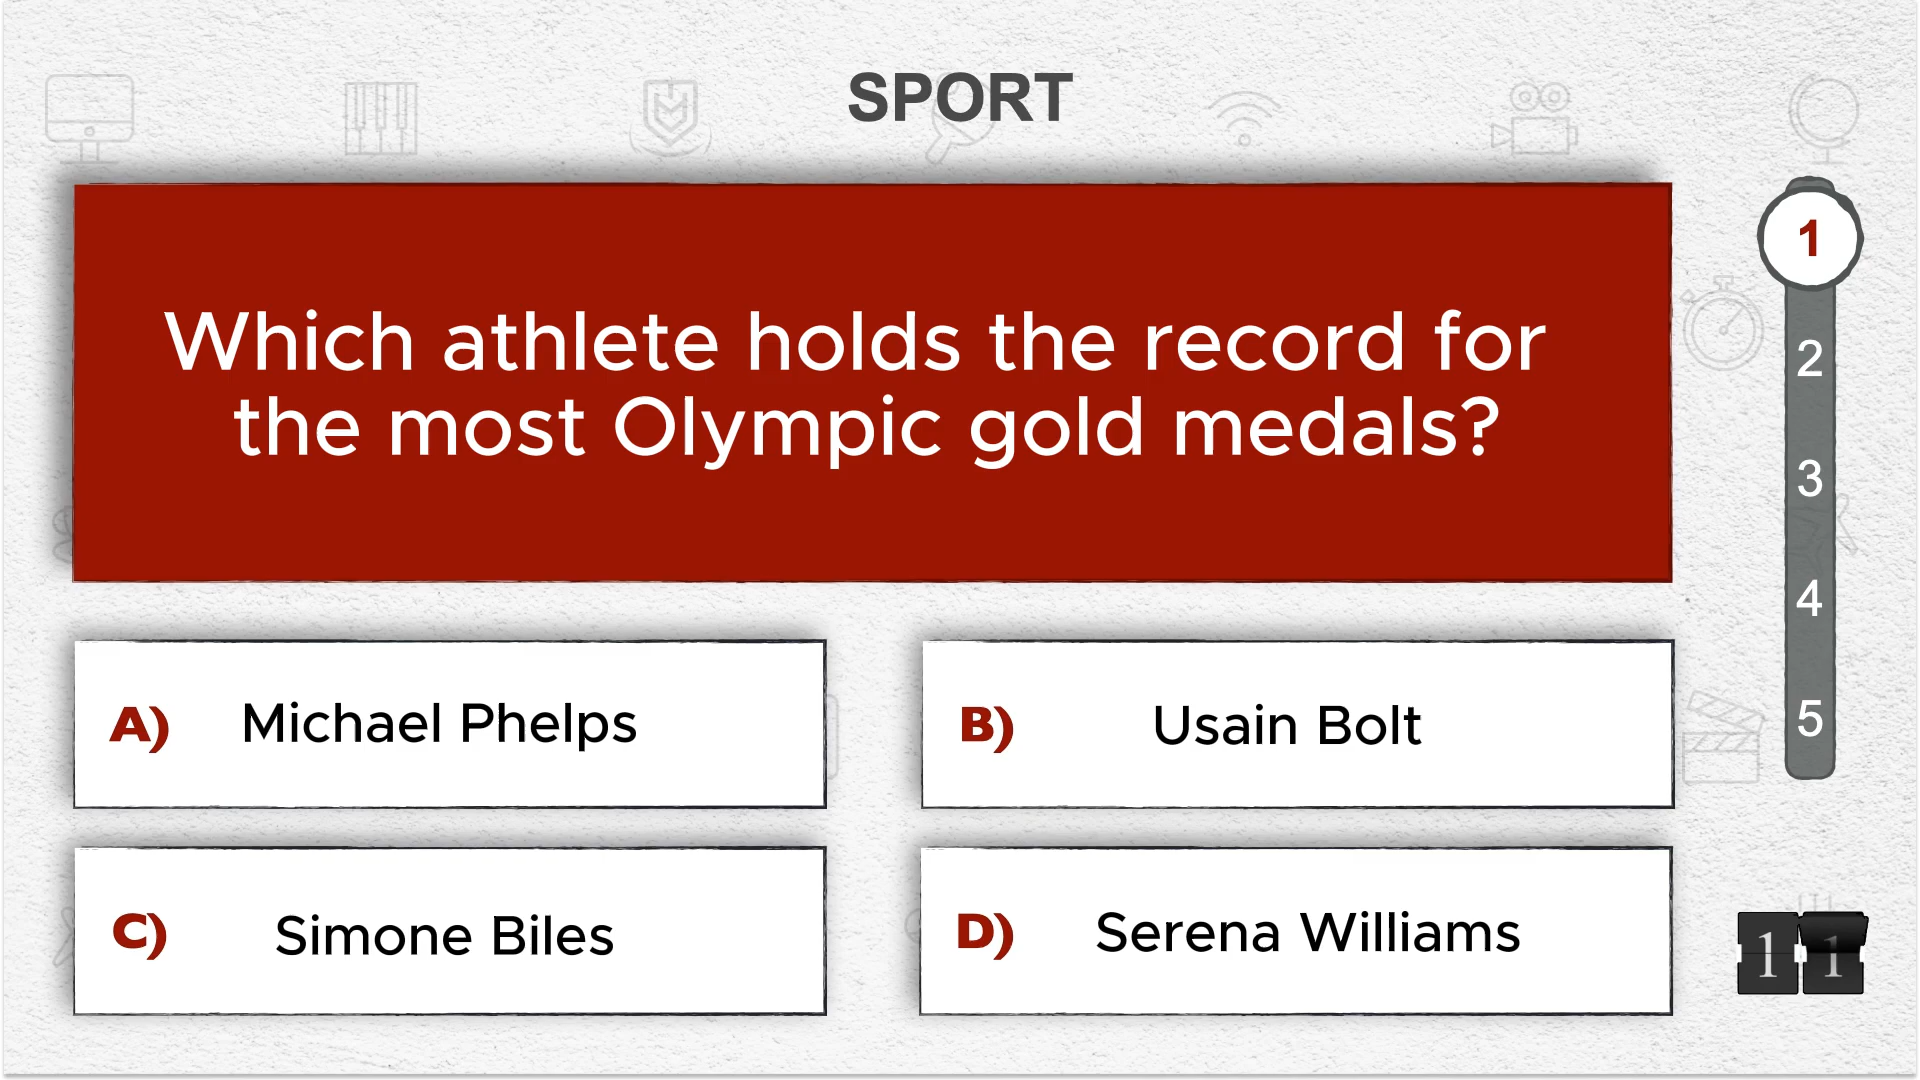 SPORT
Which athlete holds the record for
the most Olympic gold medals?
1
2
3
4
5
A) Michael Phelps
B) Usain Bolt
C) Simone Biles
D) Serena Williams
11